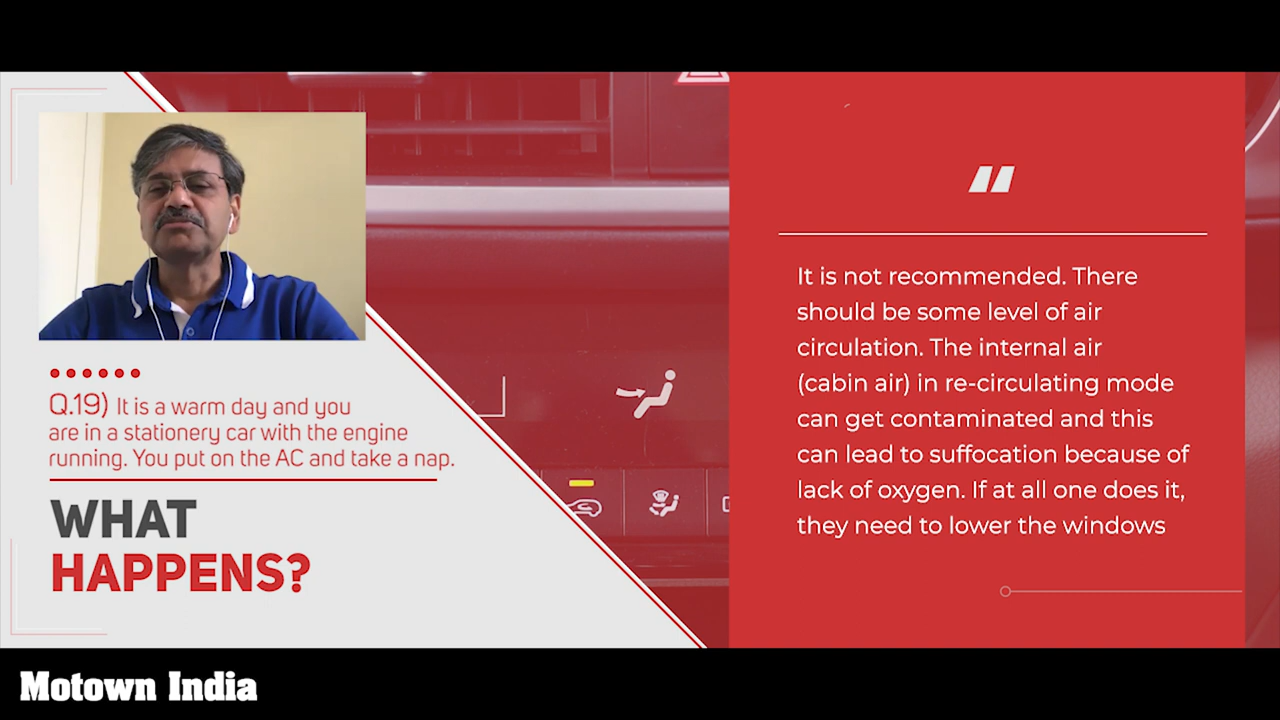 Q.19) It is a warm day and you
are in a stationery car with the engine
running. You put on the AC and take a nap.
WHAT
HAPPENS?
It is not recommended. There
should be some level of air
circulation. The internal air
(cabin air) in re-circulating mode
can get contaminated and this
can lead to suffocation because of
lack of oxygen. If at all one does it,
they need to lower the windows
Motown India